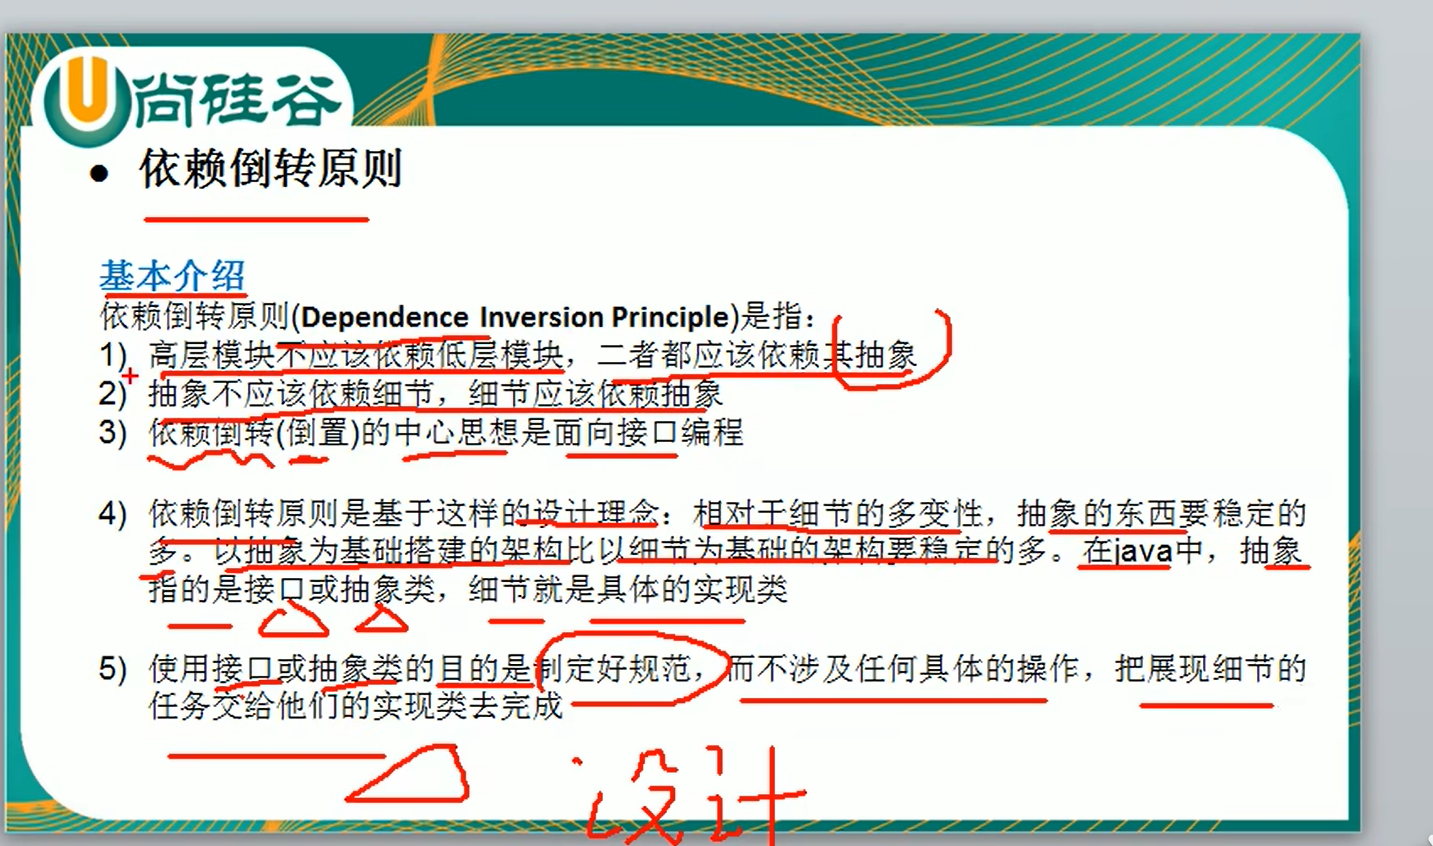 U尚硅谷
● 依赖倒转原则
基本介绍
依赖倒转原则(Dependence Inversion Principle)是指：
1) 高层模块不应该依赖低层模块，二者都应该依赖其抽象
2) 抽象不应该依赖细节，细节应该依赖抽象
3) 依赖倒转(倒置)的中心思想是面向接口编程
4) 依赖倒转原则是基于这样的设计理念：相对于细节的多变性，抽象的东西要稳定的
多。以抽象为基础搭建的架构比以细节为基础的架构要稳定的多。在java中，抽象
指的是接口或抽象类，细节就是具体的实现类
5) 使用接口或抽象类的目的是制定好规范，而不涉及任何具体的操作，把展现细节的
任务交给他们的实现类去完成
设计